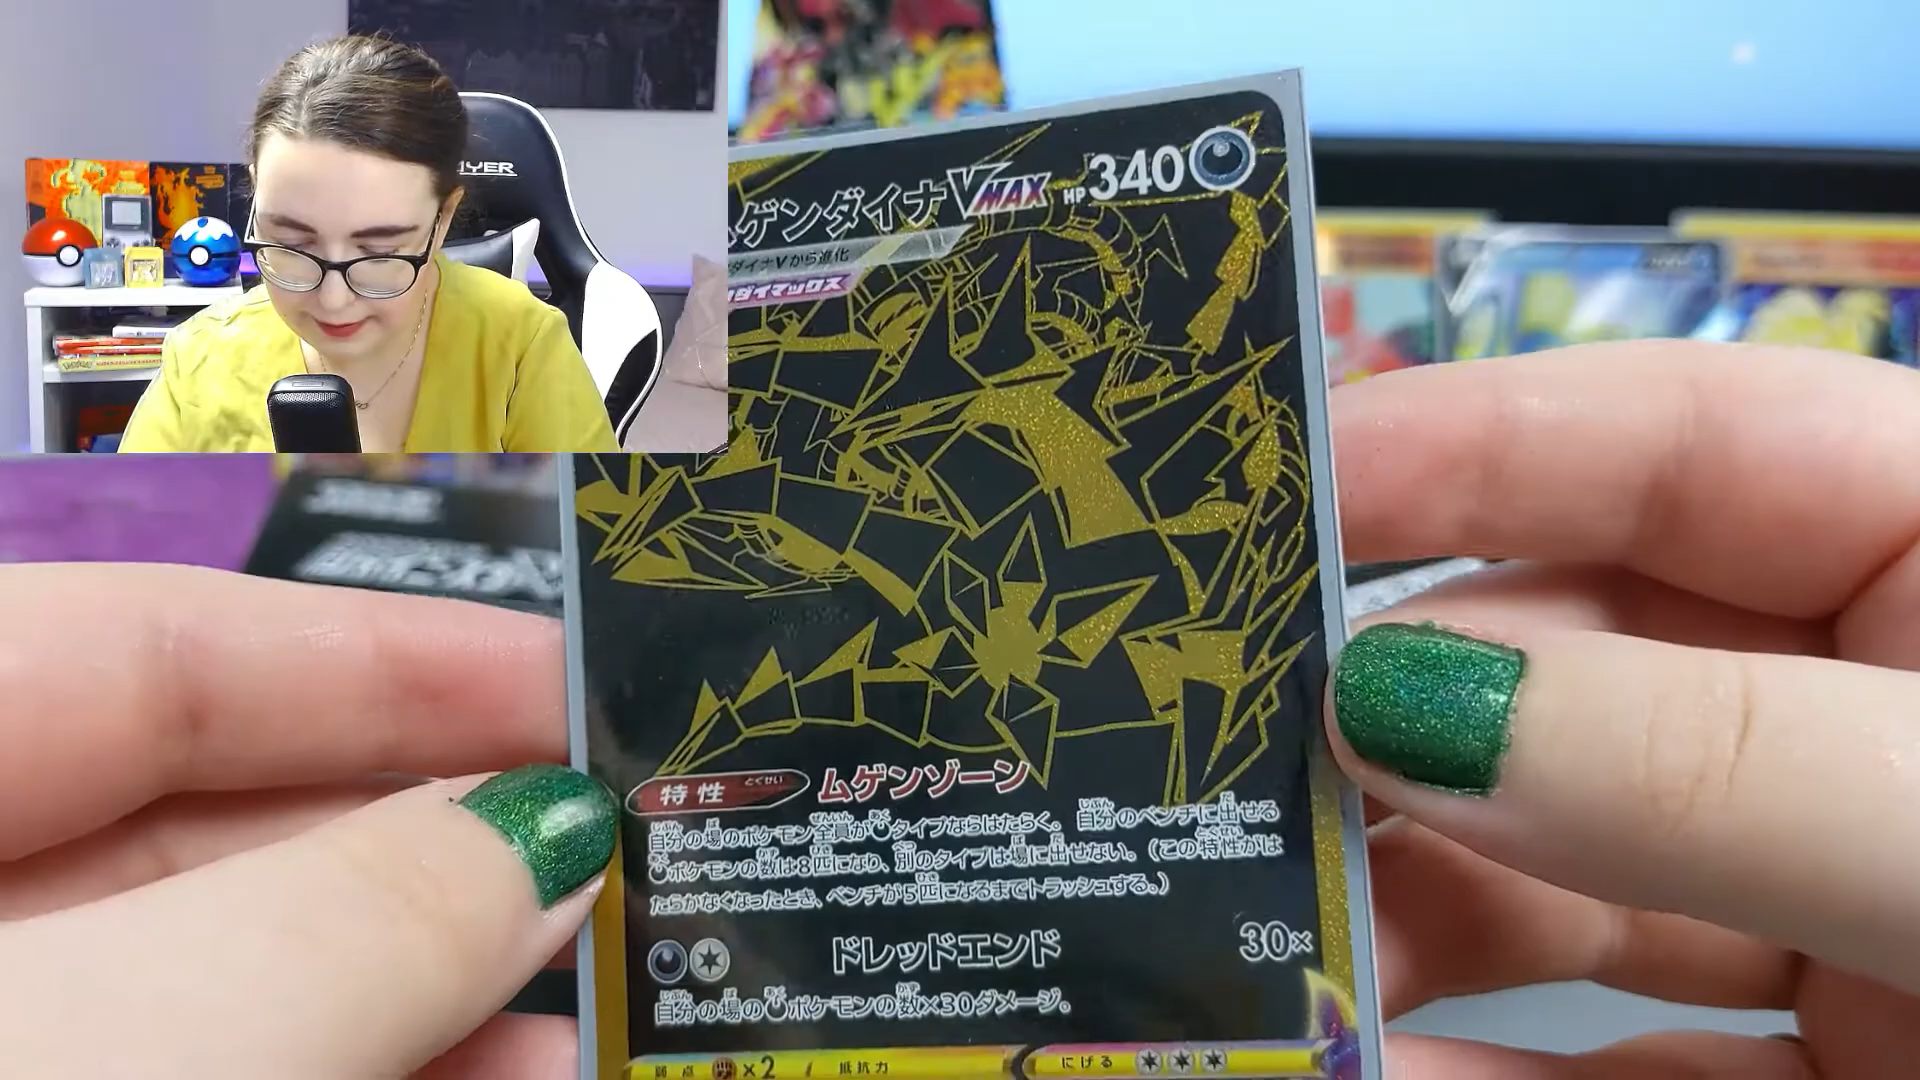 ゲンダイナVMAX HP340
ダイナVから進化
ダイマックス
特性 とくせい ムゲンゾーン
自分の場のポケモン全員がタイプならはたらく。自分のベンチに出せる
ポケモンの数は8匹になり、別のタイプは場に出せない。(この特性がは
たらかなくなったとき、ベンチが5匹になるまでトラッシュする。)
ドレッドエンド 30×
自分の場のポケモンの数×30ダメージ。
弱点 ×2 抵抗力 にげる